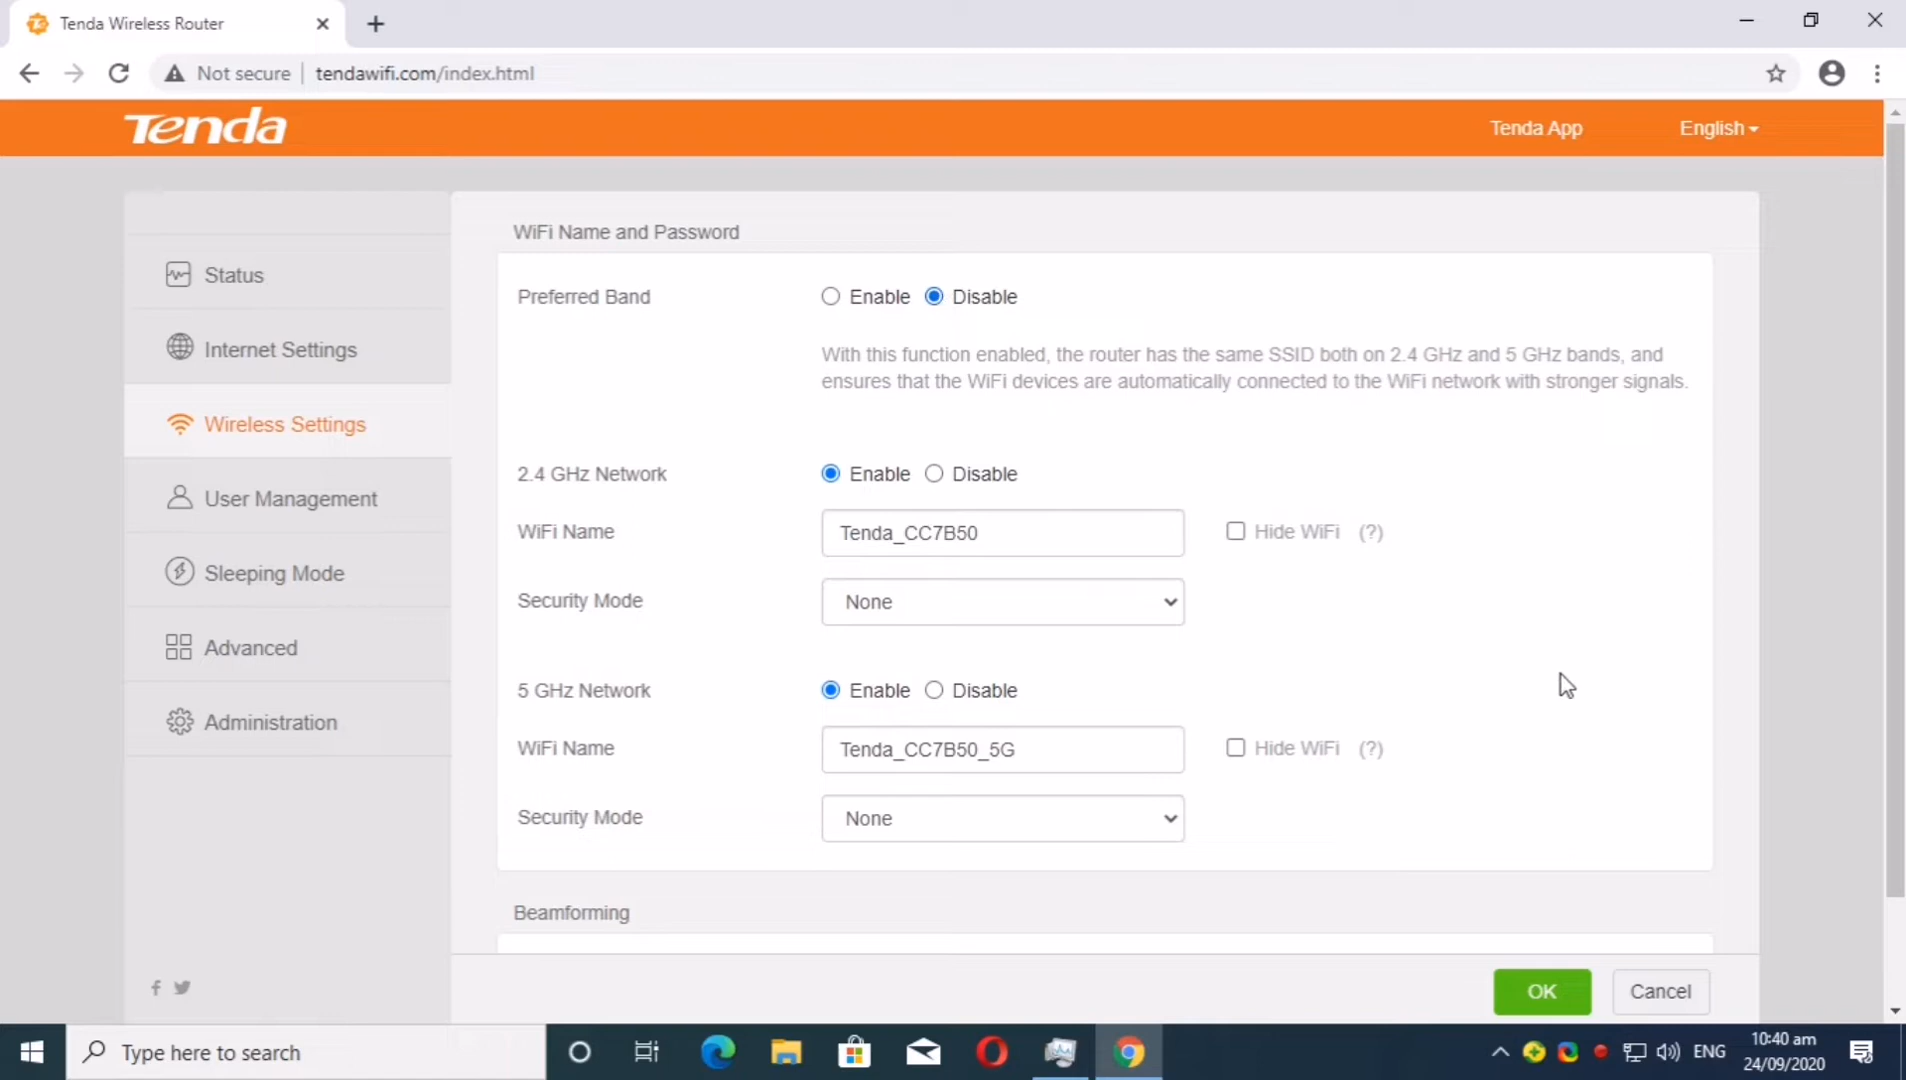 Tenda Wireless Router
Not secure
tendawifi.com/index.html
Tenda
Tenda App
English
Status
Internet Settings
Wireless Settings
User Management
Sleeping Mode
Advanced
Administration
WiFi Name and Password
Preferred Band
Enable
Disable
With this function enabled, the router has the same SSID both on 2.4 GHz and 5 GHz bands, and
ensures that the WiFi devices are automatically connected to the WiFi network with stronger signals.
2.4 GHz Network
Enable
Disable
WiFi Name
Tenda_CC7B50
Hide WiFi (?)
Security Mode
None
5 GHz Network
Enable
Disable
WiFi Name
Tenda_CC7B50_5G
Hide WiFi (?)
Security Mode
None
Beamforming
OK
Cancel
Type here to search
ENG
10:40 am
24/09/2020